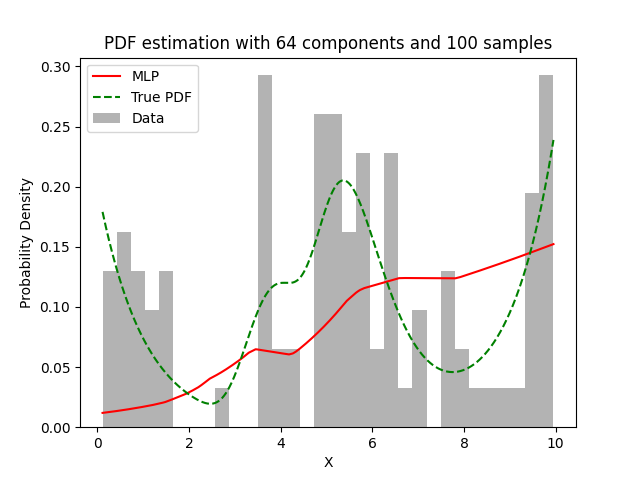 PDF estimation with 64 components and 100 samples
MLP
True PDF
Data
Probability Density
0.30
0.25
0.20
0.15
0.10
0.05
0.00
0
2
4
6
8
10
X